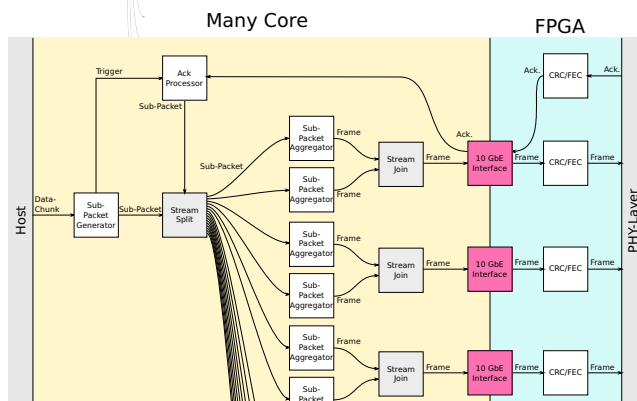 Many Core
FPGA
Host
PHY-Layer
Trigger
Ack
Processor
Ack.
CRC/FEC
Ack.
Sub-Packet
Ack.
Sub-
Packet
Aggregator
Frame
Sub-Packet
Stream
Join
Frame
10 GbE
Interface
Frame
CRC/FEC
Frame
Sub-
Packet
Aggregator
Frame
Data-
Chunk
Sub-
Packet
Generator
Sub-Packet
Stream
Split
Sub-
Packet
Aggregator
Frame
Stream
Join
Frame
10 GbE
Interface
Frame
CRC/FEC
Frame
Sub-
Packet
Aggregator
Frame
Sub-
Packet
Aggregator
Frame
Stream
Join
Frame
10 GbE
Interface
Frame
CRC/FEC
Frame
Sub-
Packet